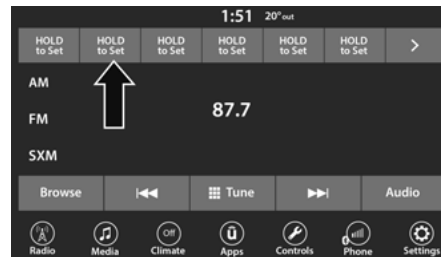 1:51 20° out
HOLD to Set HOLD to Set HOLD to Set HOLD to Set HOLD to Set HOLD to Set >
AM
87.7
FM
SXM
Browse Tune Audio
Off ū
Radio Media Climate Apps Controls Phone Settings